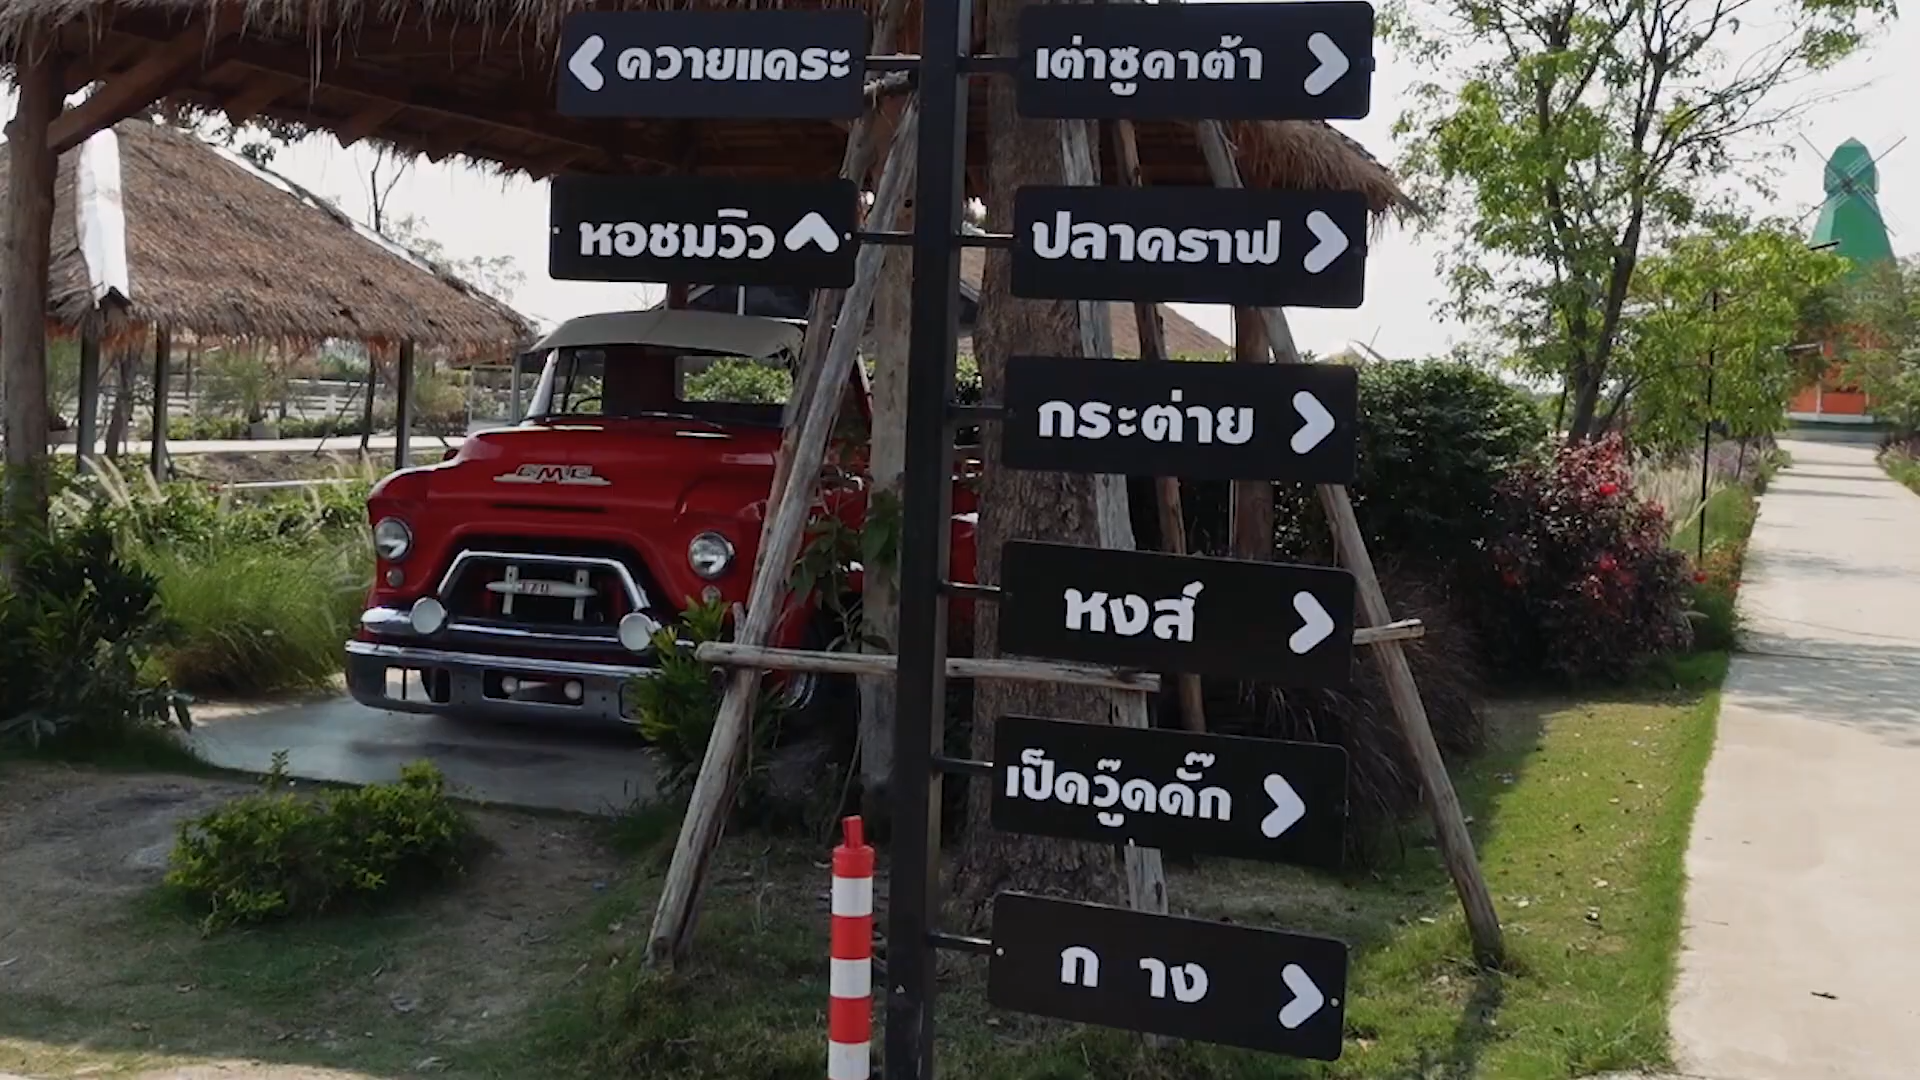 ควายแคระ
เต่าซูคาต้า
หอชมวิว
ปลาคราฟ
กระต่าย
GMC
หงส์
เป็ดวู๊ดดั๊ก
ก าง